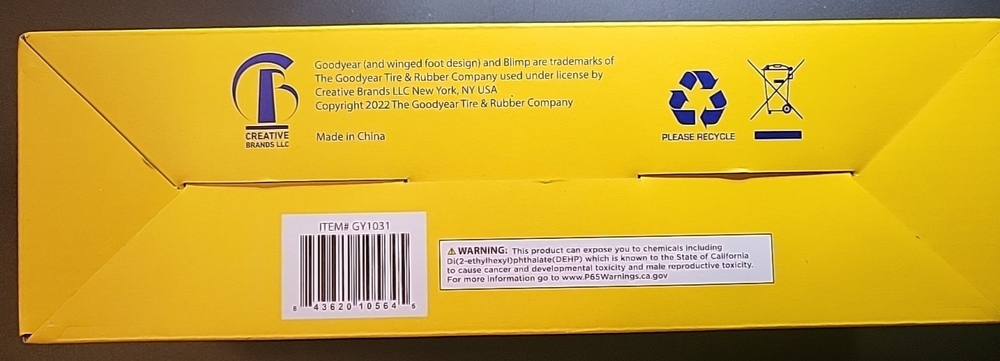 Goodyear (and winged foot design) and Blimp are trademarks of
The Goodyear Tire & Rubber Company used under license by
Creative Brands LLC New York, NY USA
Copyright 2022 The Goodyear Tire & Rubber Company
CREATIVE
BRANDS LLC
Made in China
PLEASE RECYCLE
ITEM# GY1031
8 43620 10564 5
WARNING: This product can expose you to chemicals including
Di(2-ethylhexyl)phthalate(DEHP) which is known to the State of California
to cause cancer and developmental toxicity and male reproductive toxicity.
For more information go to www.P65Warnings.ca.gov